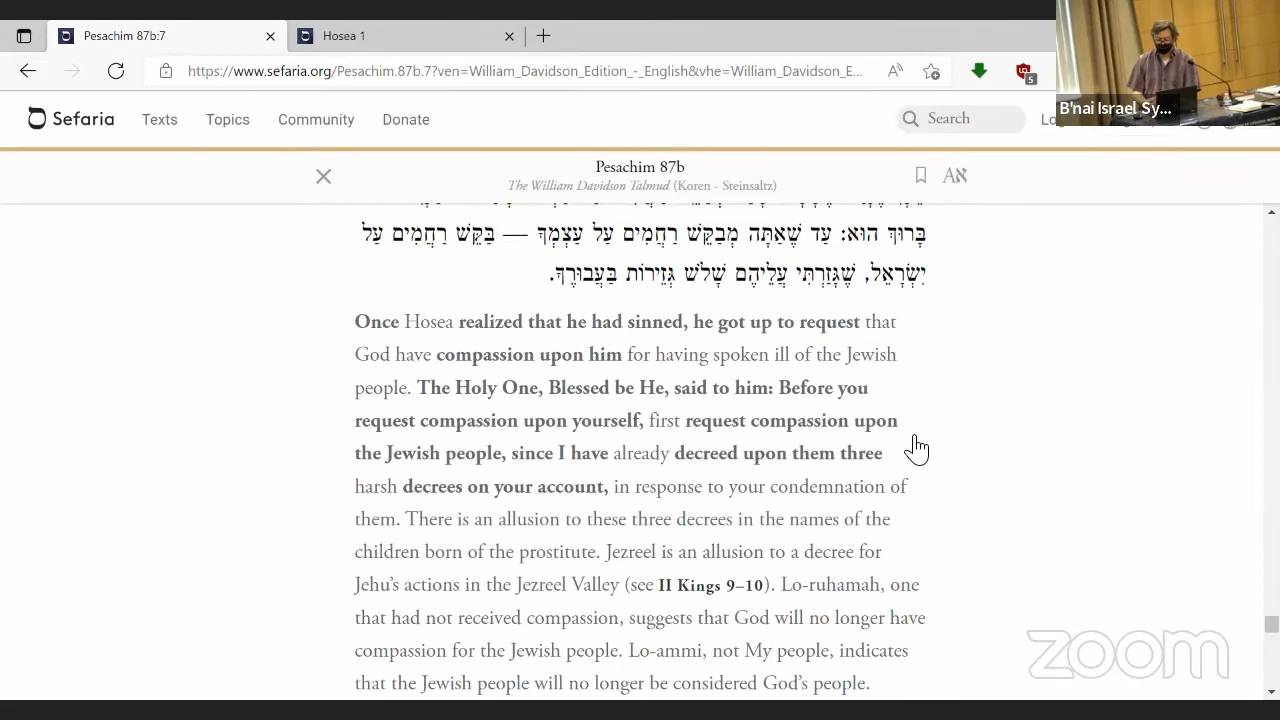 Pesachim 87b:7
Hosea 1
https://www.sefaria.org/Pesachim.87b.7?ven=William_Davidson_Edition_-_English&vhe=William_Davidson_E...
5
B'nai Israel Sy...
Sefaria Texts Topics Community Donate Search
Pesachim 87b
The William Davidson Talmud (Koren - Steinsaltz)
בָּרוּךְ הוּא: עַד שֶׁאַתָּה מְבַקֵּשׁ רַחֲמִים עַל עַצְמְךָ — בַּקֵּשׁ רַחֲמִים עַל
יִשְׂרָאֵל, שֶׁגָּזַרְתִּי עֲלֵיהֶם שָׁלֹשׁ גְּזֵירוֹת בַּעֲבוּרֶךָ.
Once Hosea realized that he had sinned, he got up to request that
God have compassion upon him for having spoken ill of the Jewish
people. The Holy One, Blessed be He, said to him: Before you
request compassion upon yourself, first request compassion upon
the Jewish people, since I have already decreed upon them three
harsh decrees on your account, in response to your condemnation of
them. There is an allusion to these three decrees in the names of the
children born of the prostitute. Jezreel is an allusion to a decree for
Jehu's actions in the Jezreel Valley (see II Kings 9–10). Lo-ruhamah, one
that had not received compassion, suggests that God will no longer have
compassion for the Jewish people. Lo-ammi, not My people, indicates
that the Jewish people will no longer be considered God's people.
zoom